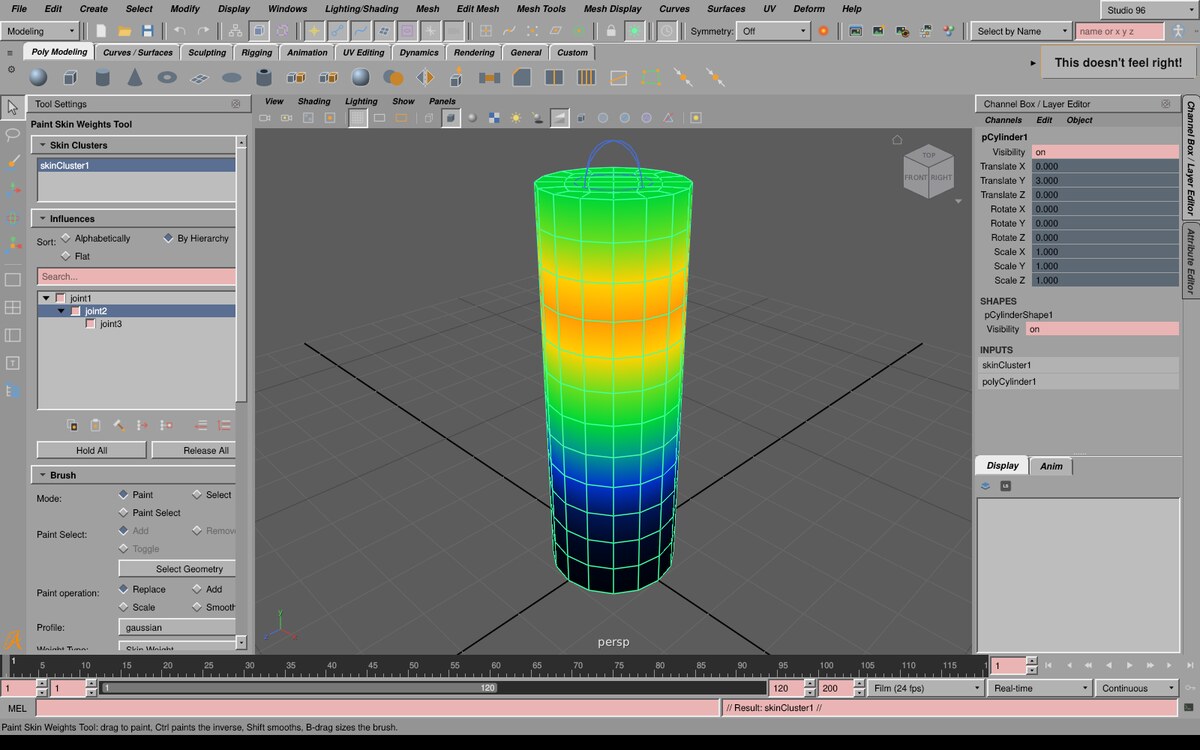 File Edit Create Select Modify Display Windows Lighting/Shading Mesh Edit Mesh Mesh Tools Mesh Display Curves Surfaces Deform UV Deform Help
Studio 96
Modeling
Symmetry: Off
Select by Name
name or x y z
Poly Modeling Curves / Surfaces Sculpting Rigging Animation UV Editing Dynamics Rendering General Custom
This doesn't feel right!
Tool Settings
Paint Skin Weights Tool
Skin Clusters
skinCluster1
Influences
Sort: Alphabetically By Hierarchy
Flat
Search...
joint1
joint2
joint3
Hold All Release All
Brush
Mode: Paint Select
Paint Select
Paint Select: Add Remove
Toggle
Select Geometry
Paint operation: Replace Add
Scale Smooth
Profile: gaussian
Weight Type: Skin Weight
View Shading Lighting Show Panels
TOP
FRONT RIGHT
y
persp
Channel Box / Layer Editor
Channels Edit Object
pCylinder1
Visibility on
Translate X 0.000
Translate Y 3.000
Translate Z 0.000
Rotate X 0.000
Rotate Y 0.000
Rotate Z 0.000
Scale X 1.000
Scale Y 1.000
Scale Z 1.000
SHAPES
pCylinderShape1
Visibility on
INPUTS
skinCluster1
polyCylinder1
Display Anim
Channel Box / Layer Editor
Attribute Editor
1 5 10 15 20 25 30 35 40 45 50 55 60 65 70 75 80 85 90 95 100 105 110 115 1
1
1 1 1 120 120 200 Film (24 fps) Real-time Continuous
MEL // Result: skinCluster1 //
Paint Skin Weights Tool: drag to paint, Ctrl paints the inverse, Shift smooths, B-drag sizes the brush.